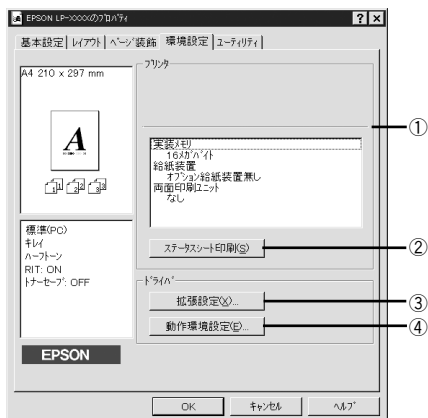 EPSON LP-XXXXのﾌﾟﾛﾊﾟﾃｨ
基本設定 ﾚｲｱｳﾄ ﾍﾟｰｼﾞ装飾 環境設定 ﾕｰﾃｨﾘﾃｨ
A4 210 x 297 mm
A
1 2 3
標準(PC)
ｷﾚｲ
ﾊｰﾌﾄｰﾝ
RIT: ON
ﾄﾅｰｾｰﾌﾞ: OFF
EPSON
ﾌﾟﾘﾝﾀ
実装ﾒﾓﾘ
16ﾒｶﾞﾊﾞｲﾄ
給紙装置
ｵﾌﾟｼｮﾝ給紙装置無し
両面印刷ﾕﾆｯﾄ
なし
ｽﾃｰﾀｽｼｰﾄ印刷(S)
ﾄﾞﾗｲﾊﾞ
拡張設定(X)...
動作環境設定(E)...
OK ｷｬﾝｾﾙ ﾍﾙﾌﾟ
①
②
③
④